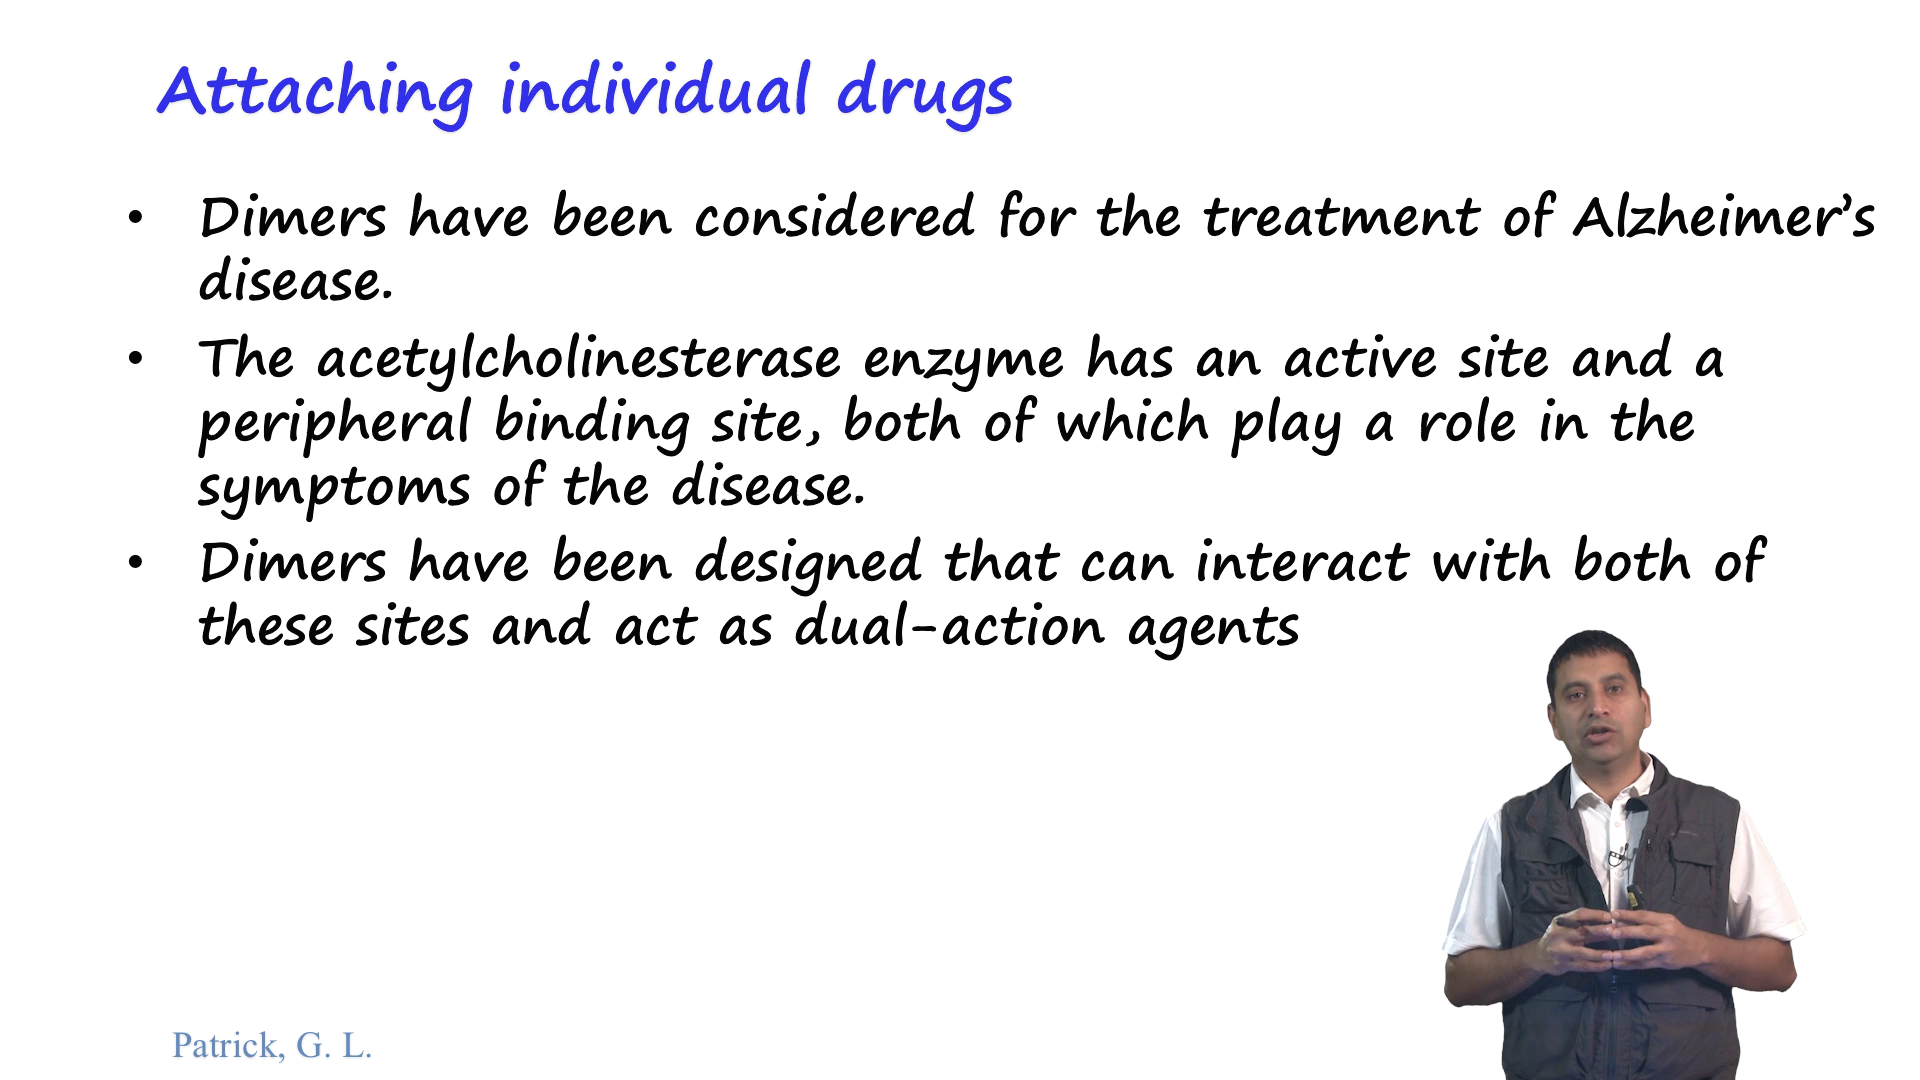 Attaching individual drugs
• Dimers have been considered for the treatment of Alzheimer's
disease.
• The acetylcholinesterase enzyme has an active site and a
peripheral binding site, both of which play a role in the
symptoms of the disease.
• Dimers have been designed that can interact with both of
these sites and act as dual-action agents
Patrick, G. L.